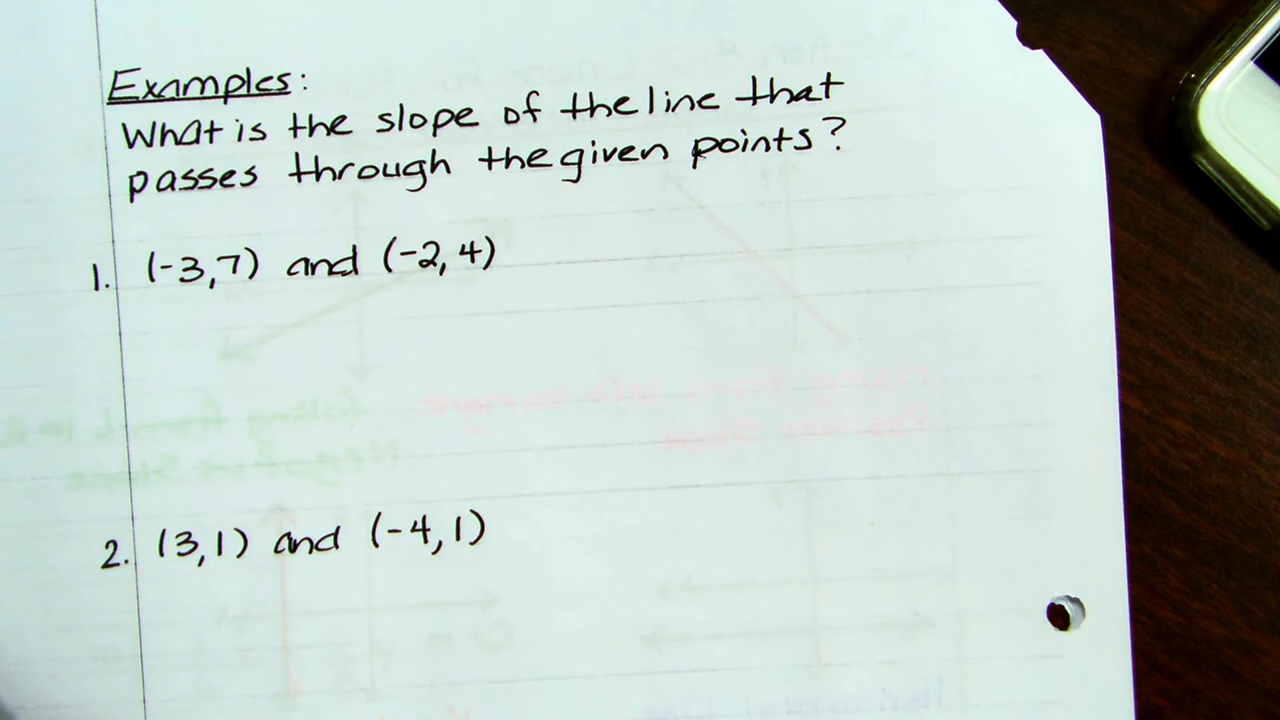 Examples:
What is the slope of the line that
passes through the given points?
1. (-3,7) and (-2,4)
2. (3,1) and (-4,1)